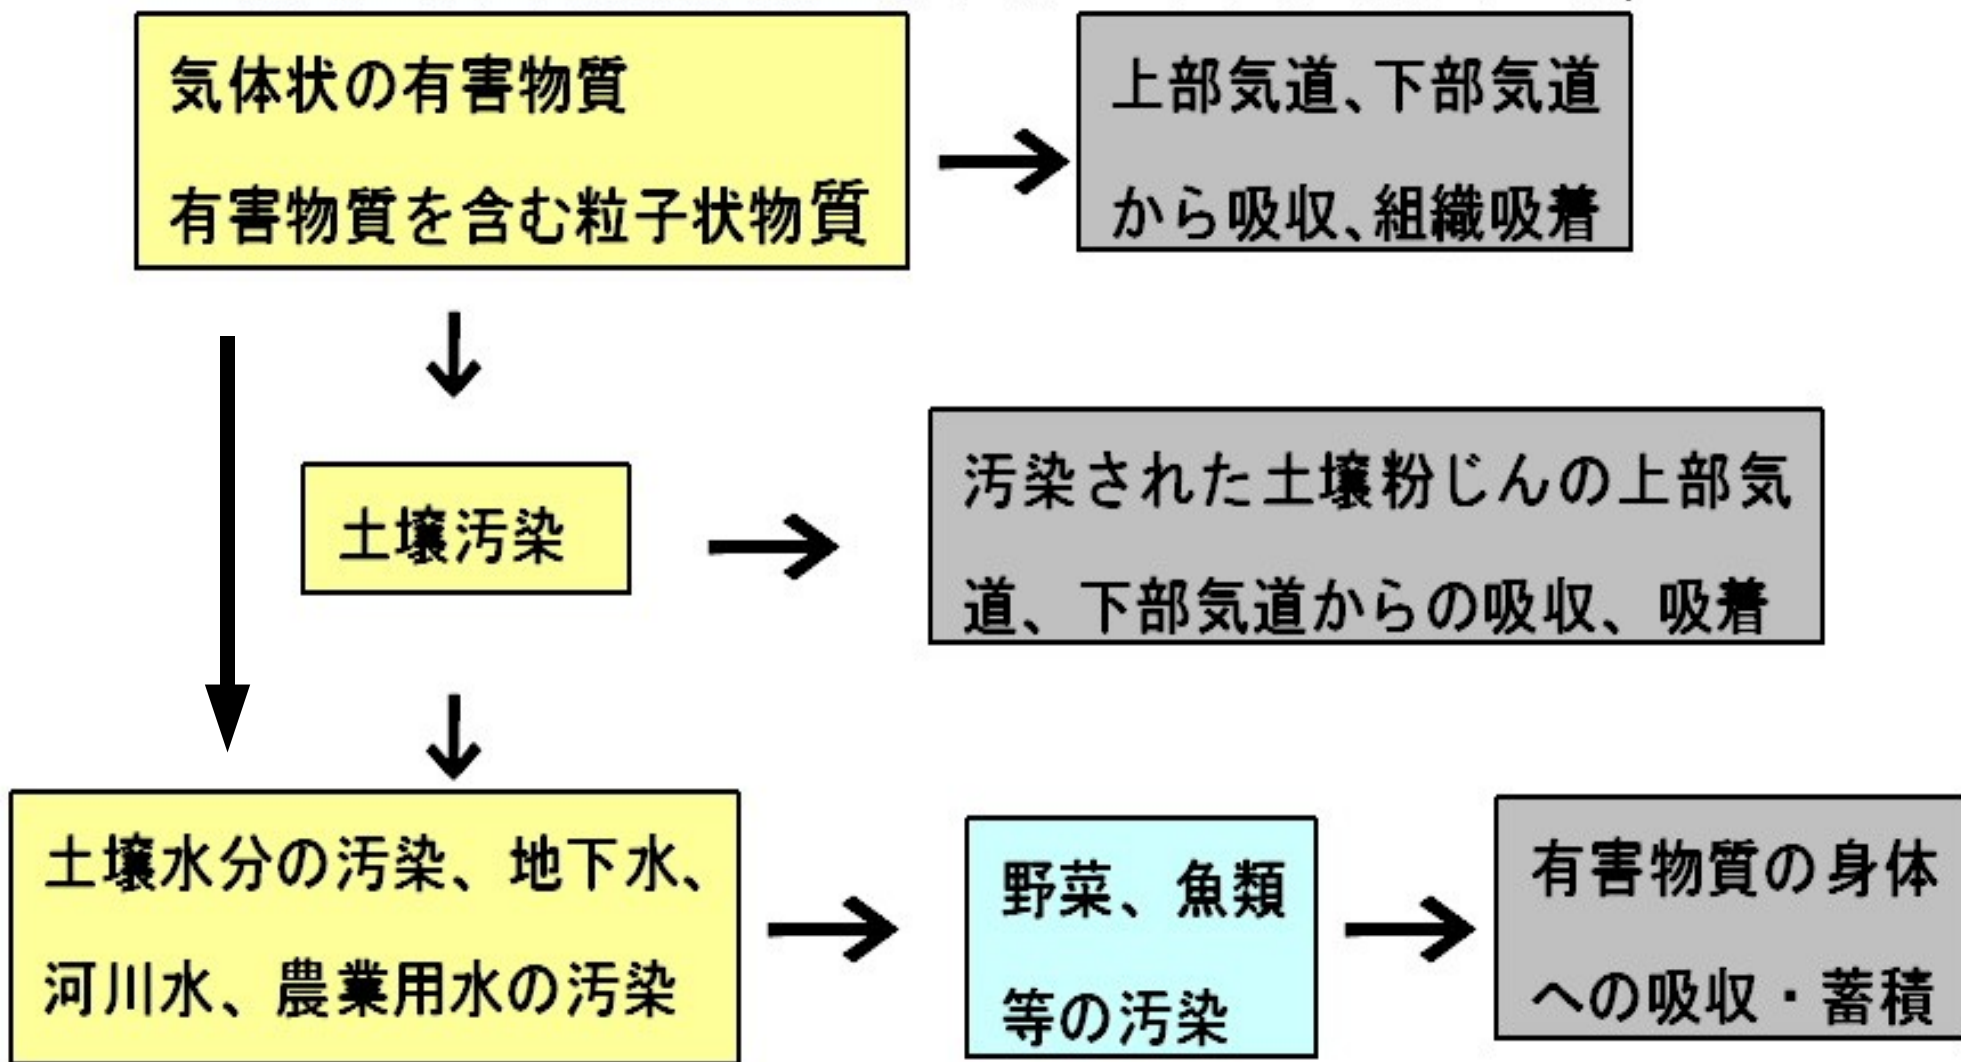 気体状の有害物質
有害物質を含む粒子状物質
上部気道、下部気道
から吸収、組織吸着
土壌汚染
汚染された土壌粉じんの上部気
道、下部気道からの吸収、吸着
土壌水分の汚染、地下水、
河川水、農業用水の汚染
野菜、魚類
等の汚染
有害物質の身体
への吸収・蓄積